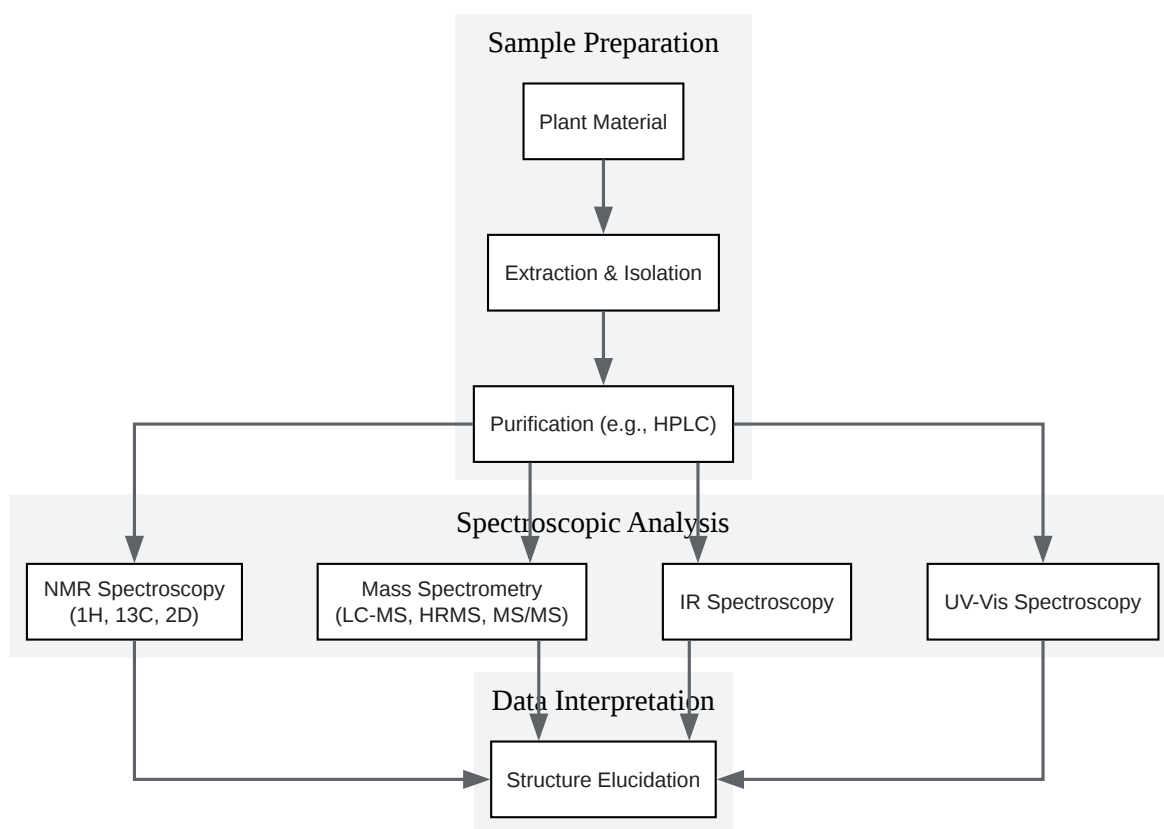 Sample Preparation
Plant Material
Extraction & Isolation
Purification (e.g., HPLC)
Spectroscopic Analysis
NMR Spectroscopy
(1H, 13C, 2D)
Mass Spectrometry
(LC-MS, HRMS, MS/MS)
IR Spectroscopy
UV-Vis Spectroscopy
Data Interpretation
Structure Elucidation